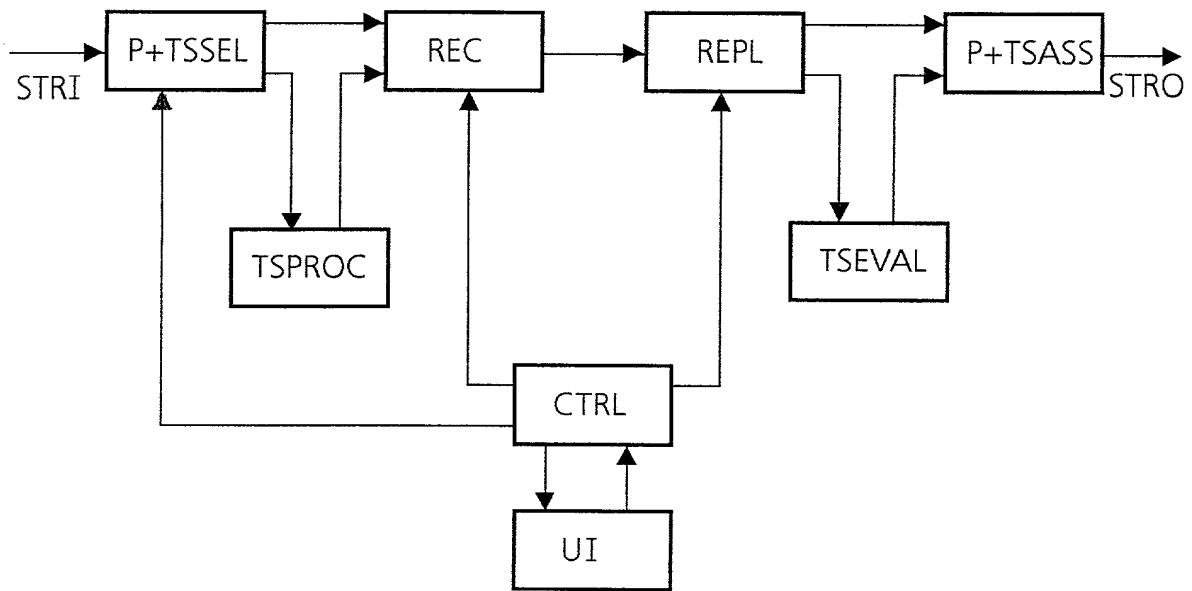 P+TSSEL
REC
REPL
P+TSASS
STRI
STRO
TSPROC
TSEVAL
CTRL
UI